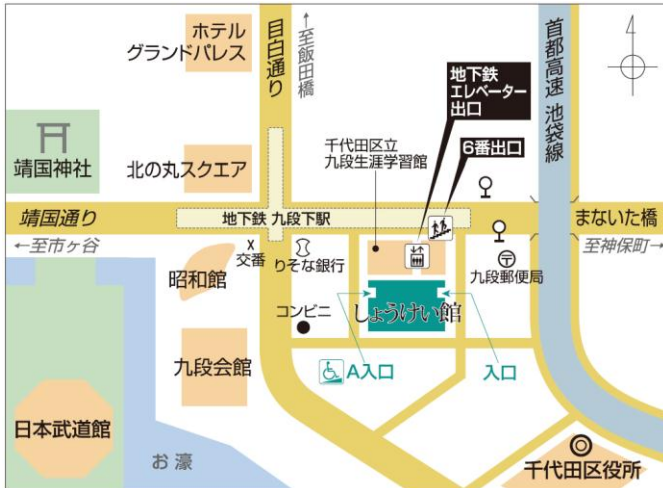 ホテル
グランドパレス
目白通り
↑至飯田橋
首都高速 池袋線
4
地下鉄
エレベーター
出口
千代田区立
九段生涯学習館
6番出口
靖国神社
北の丸スクエア
靖国通り
地下鉄 九段下駅
まないた橋
←至市ヶ谷
至神保町→
交番
りそな銀行
昭和館
九段郵便局
コンビニ
しょうけい館
九段会館
A入口
入口
日本武道館
お濠
千代田区役所